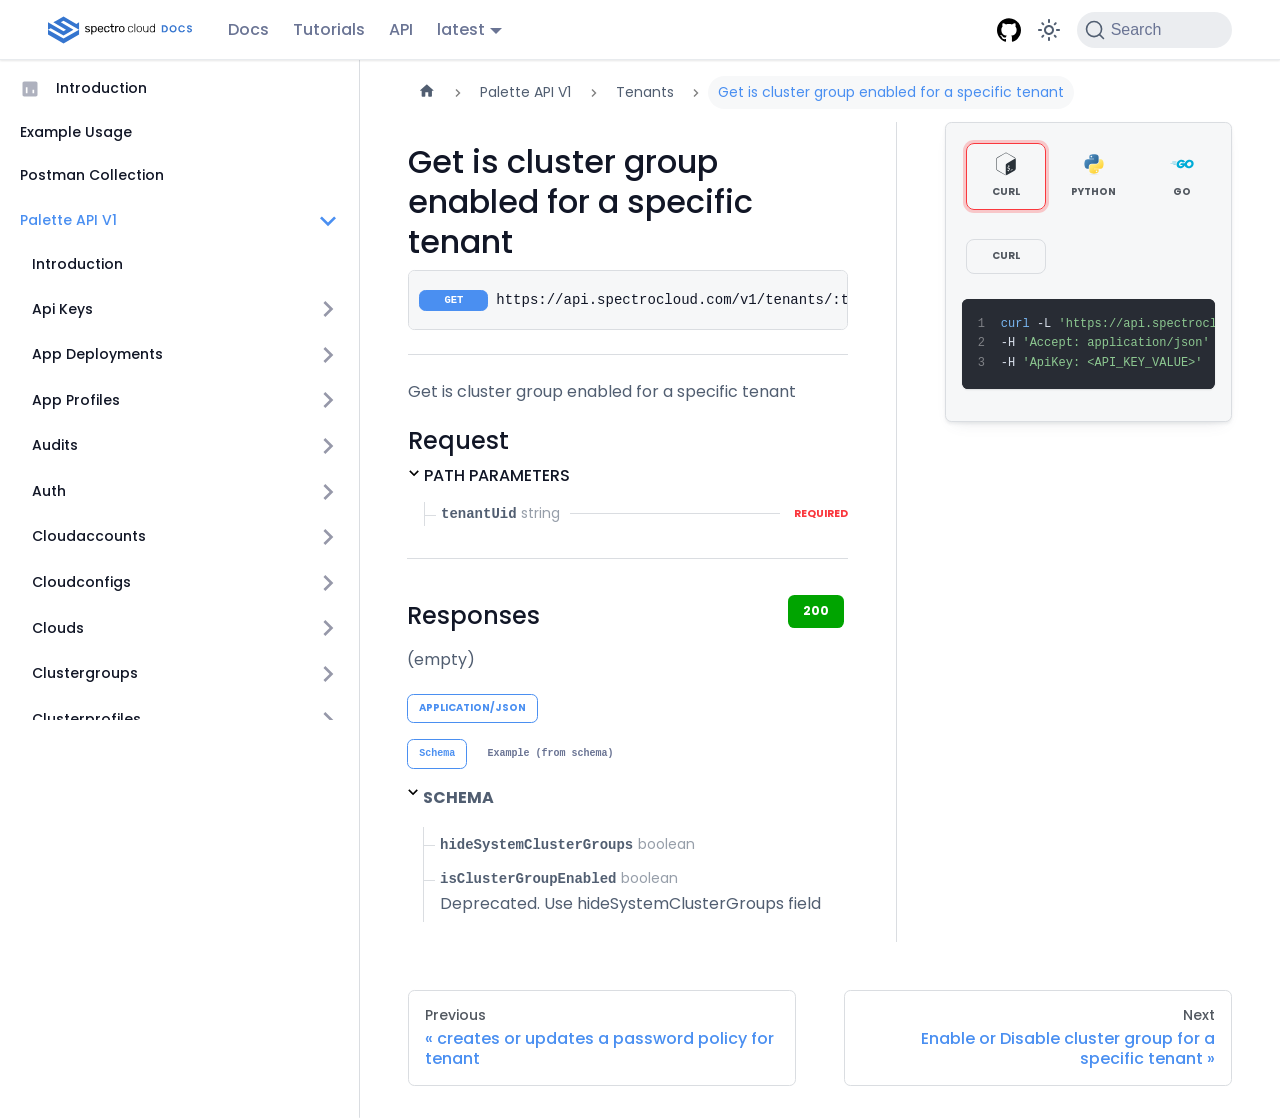 spectro cloud DOCS
Docs
Tutorials
API
latest
Search
Introduction
Example Usage
Postman Collection
Palette API V1
Introduction
Api Keys
App Deployments
App Profiles
Audits
Auth
Cloudaccounts
Cloudconfigs
Clouds
Clustergroups
Clusterprofiles
Palette API V1
Tenants
Get is cluster group enabled for a specific tenant
Get is cluster group
enabled for a specific
tenant
GET https://api.spectrocloud.com/v1/tenants/:t
Get is cluster group enabled for a specific tenant
Request
PATH PARAMETERS
tenantUid string REQUIRED
Responses
200
(empty)
APPLICATION/JSON
Schema
Example (from schema)
SCHEMA
hideSystemClusterGroups boolean
isClusterGroupEnabled boolean
Deprecated. Use hideSystemClusterGroups field
CURL
PYTHON
GO
CURL
1 curl -L 'https://api.spectrocl
2 -H 'Accept: application/json'
3 -H 'ApiKey: <API_KEY_VALUE>'
Previous
« creates or updates a password policy for
tenant
Next
Enable or Disable cluster group for a
specific tenant »